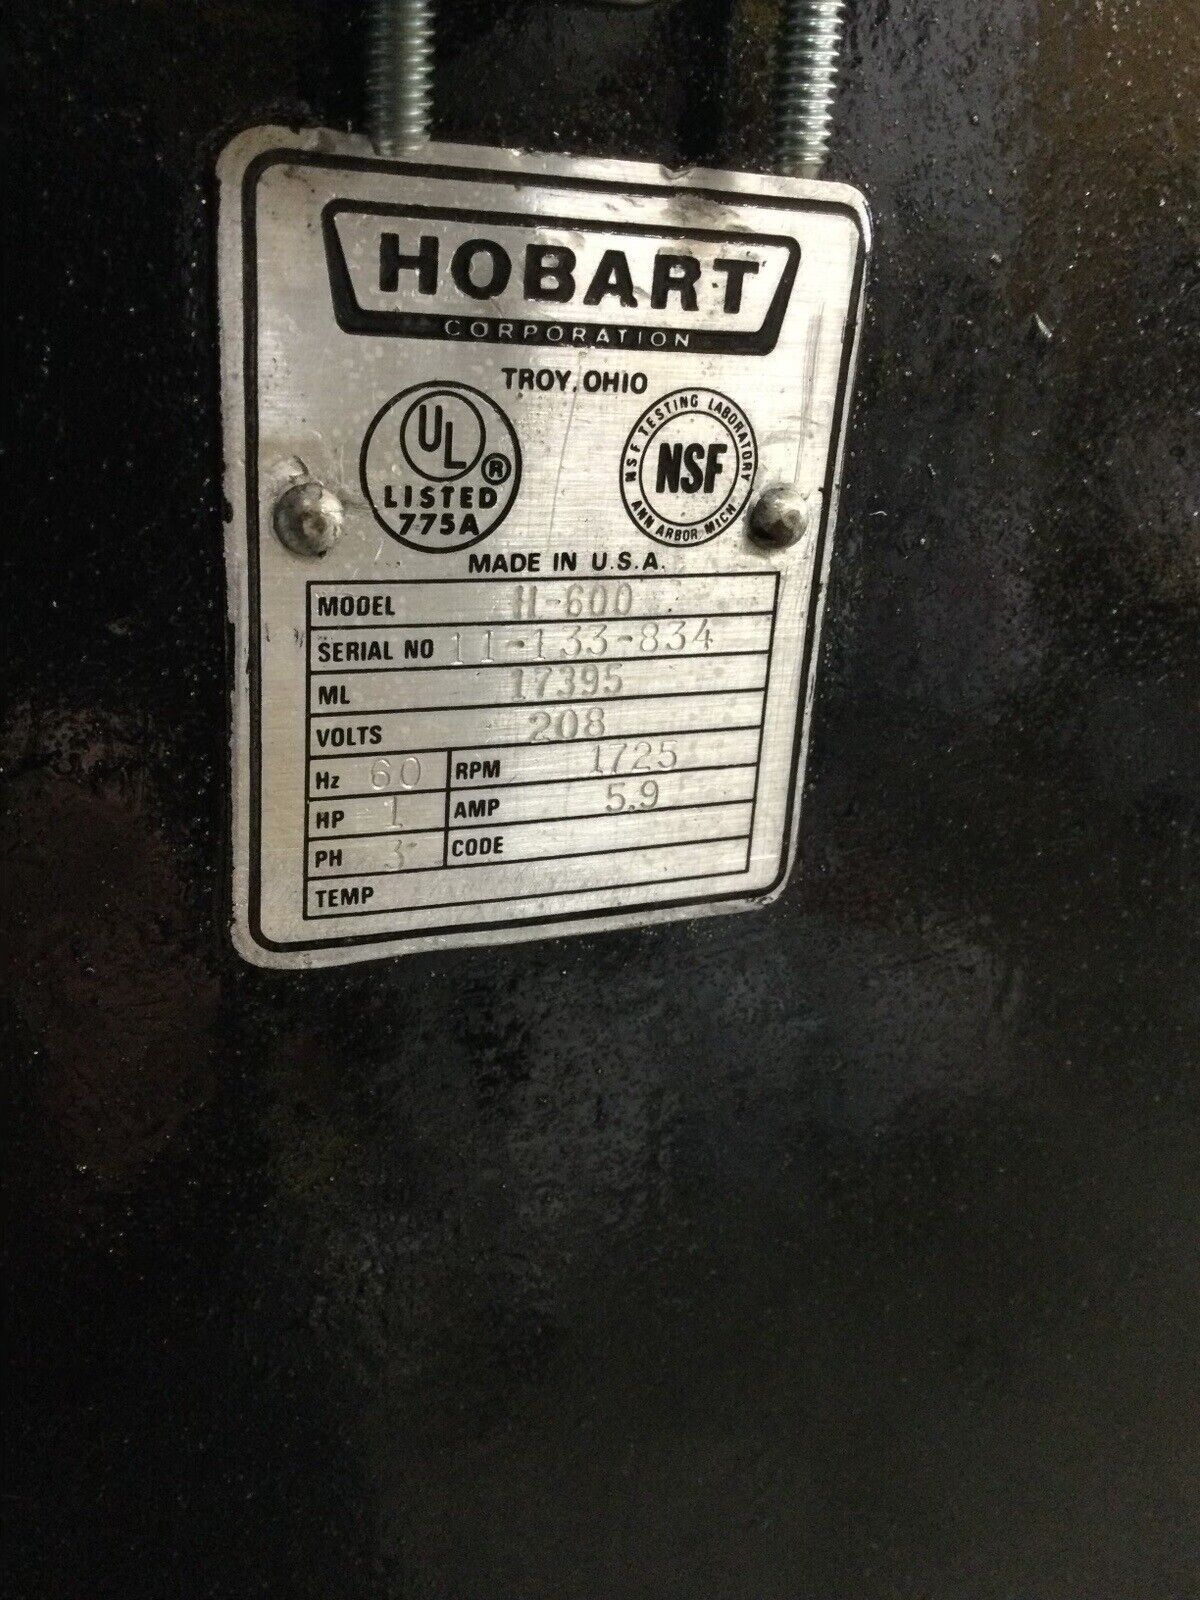 HOBART
CORPORATION
TROY, OHIO
UL ®
LISTED
775A
NSF TESTING LABORATORY
NSF
ANN ARBOR MICH
MADE IN U.S.A.
MODEL H-600
SERIAL NO 11-133-834
ML 17395
VOLTS 208
Hz 60 RPM 1725
HP 1 AMP 5.9
PH 3 CODE
TEMP